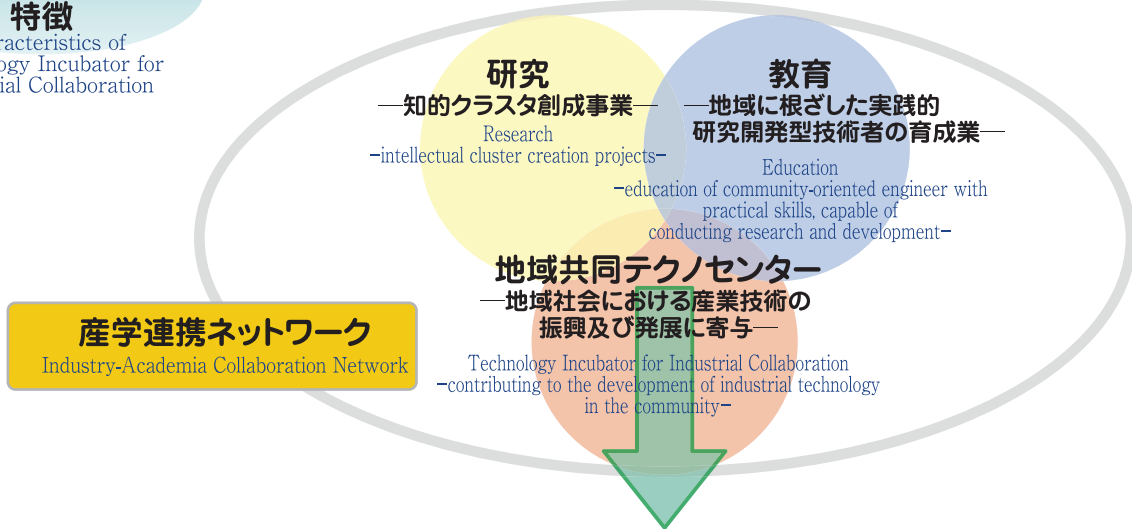 特徴
racteristics of
ogy Incubator for
ial Collaboration
研究
―知的クラスタ創成事業―
Research
−intellectual cluster creation projects−
教育
―地域に根ざした実践的
研究開発型技術者の育成業―
Education
−education of community-oriented engineer with
practical skills, capable of
conducting research and development−
地域共同テクノセンター
―地域社会における産業技術の
振興及び発展に寄与―
Technology Incubator for Industrial Collaboration
−contributing to the development of industrial technology
in the community−
産学連携ネットワーク
Industry-Academia Collaboration Network